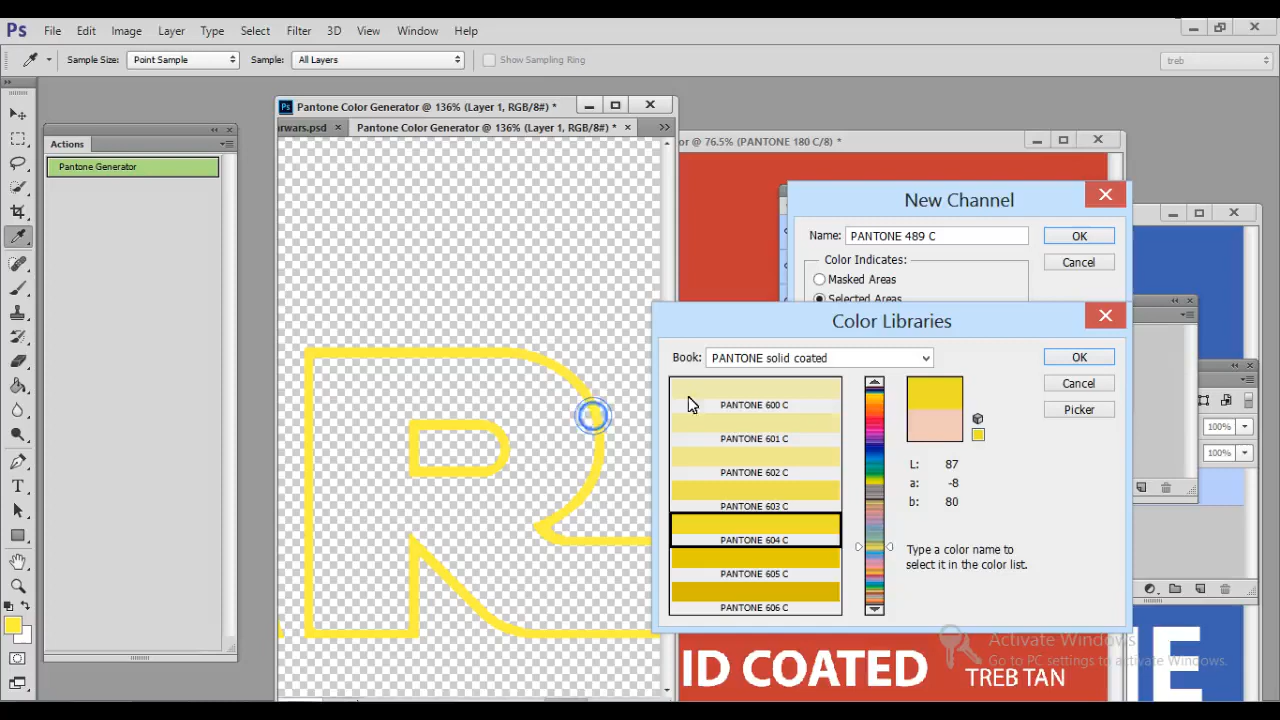 Ps File Edit Image Layer Type Select Filter 3D View Window Help
Sample Size: Point Sample Sample: All Layers Show Sampling Ring treb
Pantone Color Generator @ 136% (Layer 1, RGB/8#) *
arwars.psd Pantone Color Generator @ 136% (Layer 1, RGB/8#) *
or @ 76.5% (PANTONE 180 C/8) *
Actions
Pantone Generator
New Channel
Name: PANTONE 489 C OK
Color Indicates: Cancel
Masked Areas
Selected Areas
Color Libraries
Book: PANTONE solid coated OK
Cancel
Picker
PANTONE 600 C
PANTONE 601 C
PANTONE 602 C
PANTONE 603 C
PANTONE 604 C
PANTONE 605 C
PANTONE 606 C
L: 87
a: -8
b: 80
Type a color name to
select it in the color list.
100%
100%
Activate Windows
Go to PC settings to activate Windows.
ID COATED
TREB TAN
E
R